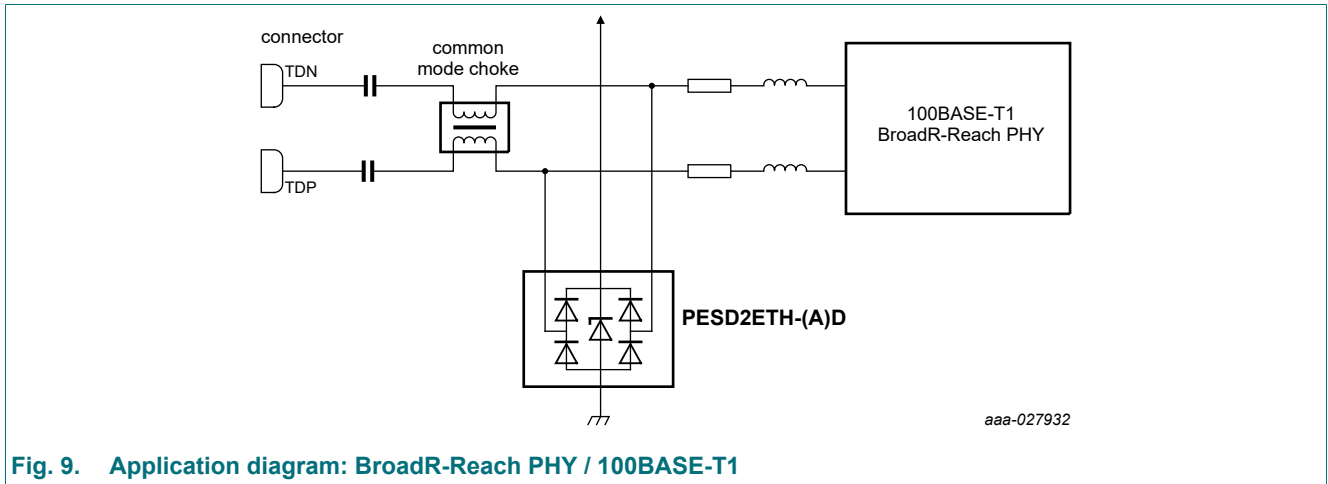 connector
common
mode choke
TDN
TDP
100BASE-T1
BroadR-Reach PHY
PESD2ETH-(A)D
aaa-027932
Fig. 9. Application diagram: BroadR-Reach PHY / 100BASE-T1